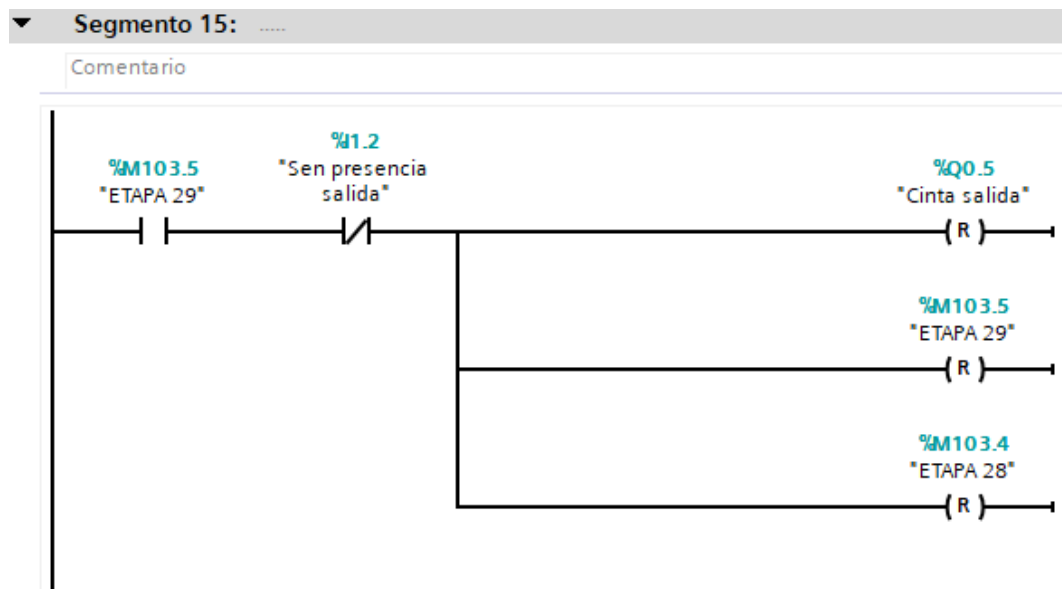 Segmento 15: .....
Comentario
%M103.5
"ETAPA 29"
%I1.2
"Sen presencia
salida"
%Q0.5
"Cinta salida"
R
%M103.5
"ETAPA 29"
R
%M103.4
"ETAPA 28"
R